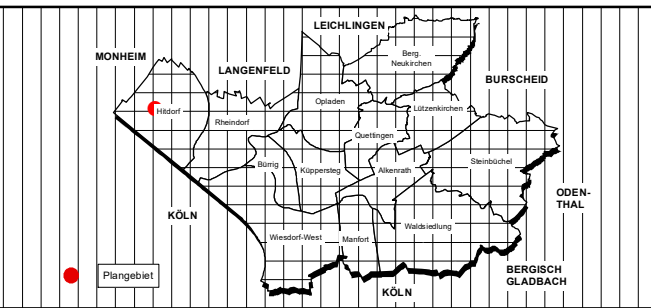 LEICHLINGEN
MONHEIM
Berg.
Neukirchen
LANGENFELD
BURSCHEID
Opladen
Hitdorf
Lützenkirchen
Rheindorf
Quettingen
Steinbüchel
Bürrig
Küppersteg
Alkenrath
ODEN-
THAL
KÖLN
Waldsiedlung
Wiesdorf-West
Manfort
Plangebiet
BERGISCH
GLADBACH
KÖLN